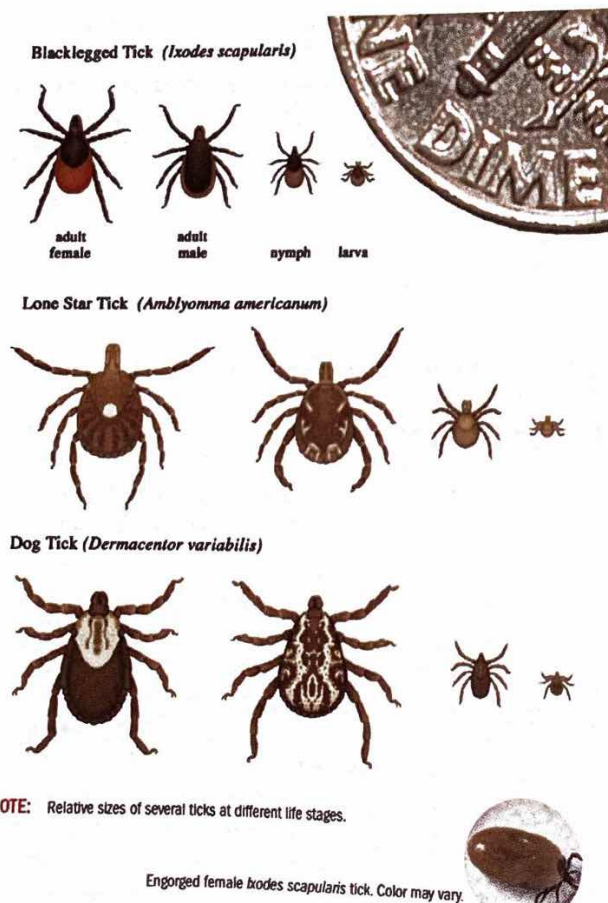 Blacklegged Tick (Ixodes scapularis)
DIME
adult female
adult male
nymph
larva
Lone Star Tick (Amblyomma americanum)
Dog Tick (Dermacentor variabilis)
OTE: Relative sizes of several ticks at different life stages.
Engorged female Ixodes scapularis tick. Color may vary.